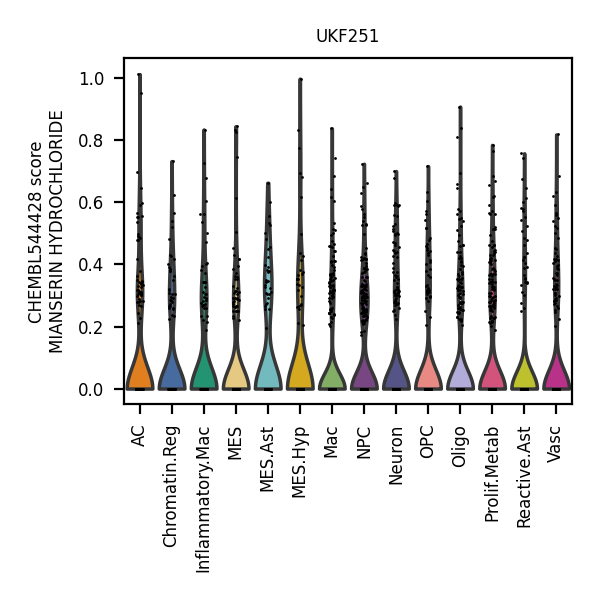 UKF251
CHEMBL544428 score
MIANSERIN HYDROCHLORIDE
1.0
0.8
0.6
0.4
0.2
0.0
AC
Chromatin.Reg
Inflammatory.Mac
MES
MES.Ast
MES.Hyp
Mac
NPC
Neuron
OPC
Oligo
Prolif.Metab
Reactive.Ast
Vasc